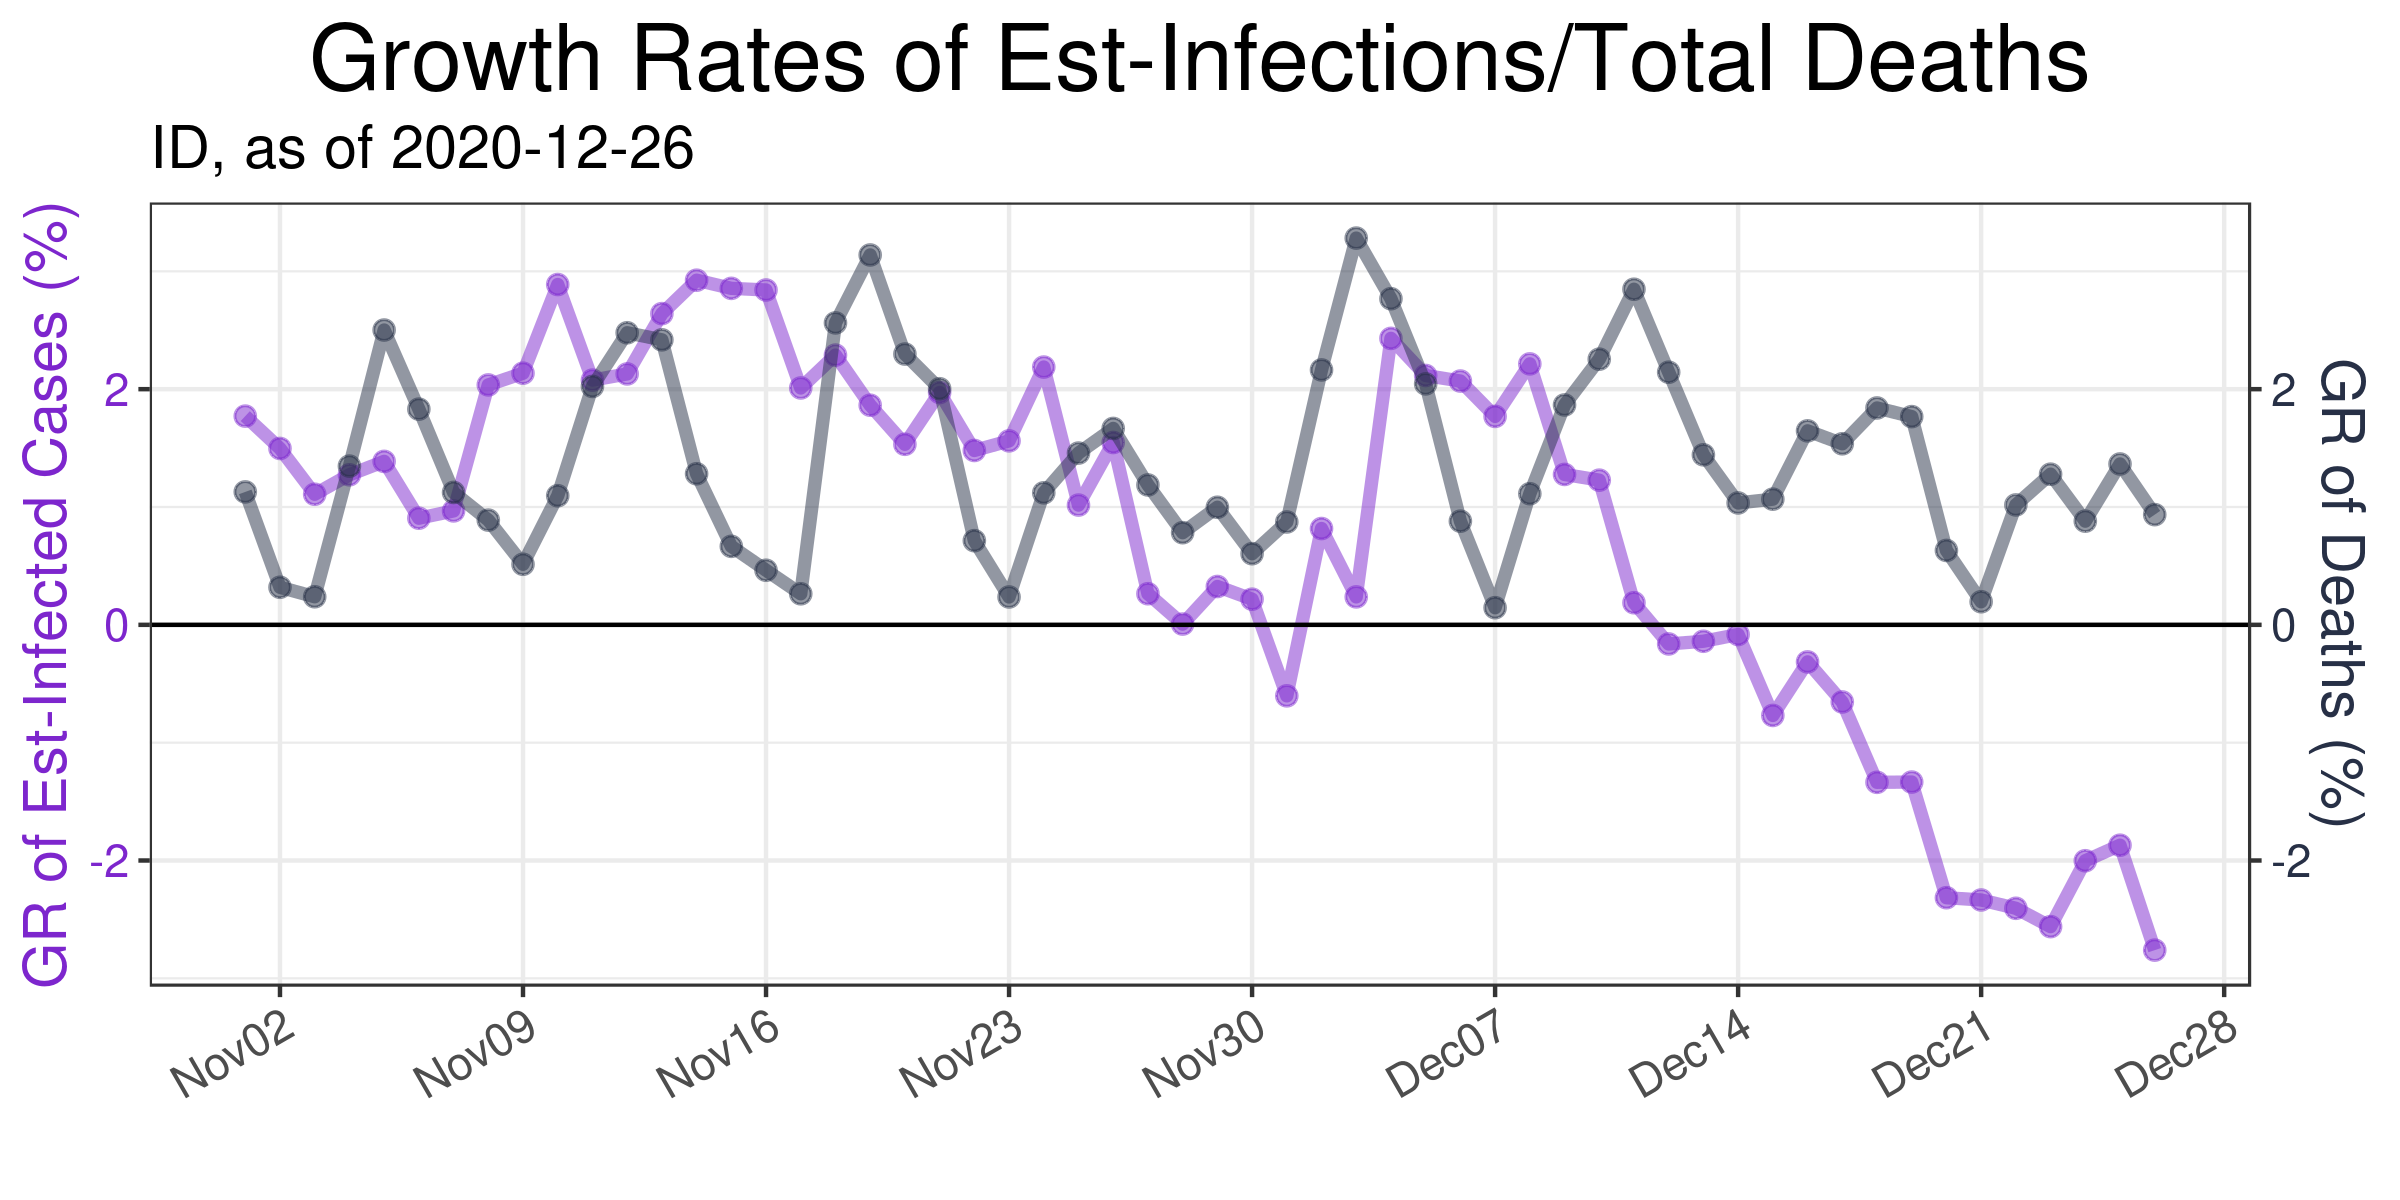 Growth Rates of Est-Infections/Total Deaths
ID, as of 2020-12-26
GR of Est-Infected Cases (%)
2
0
-2
2
0
-2
GR of Deaths (%)
Nov02
Nov09
Nov16
Nov23
Nov30
Dec07
Dec14
Dec21
Dec28